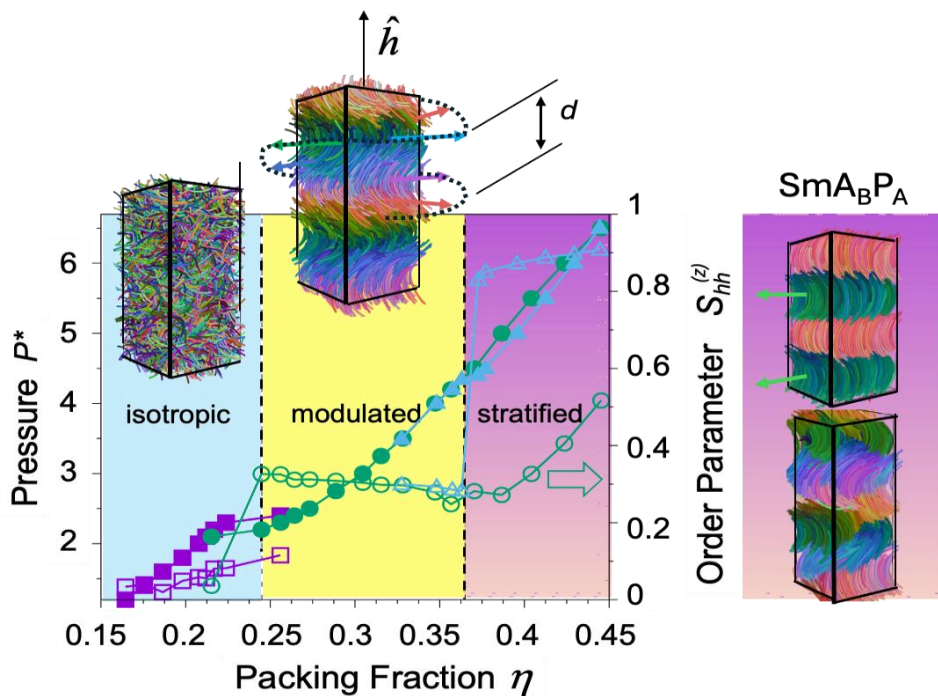 ĥ
d
SmA_BP_A
isotropic
modulated
stratified
Pressure P*
6
5
4
3
2
1
0.8
0.6
0.4
0.2
0
Order Parameter S_hh^(z)
0.15 0.2 0.25 0.3 0.35 0.4 0.45
Packing Fraction η